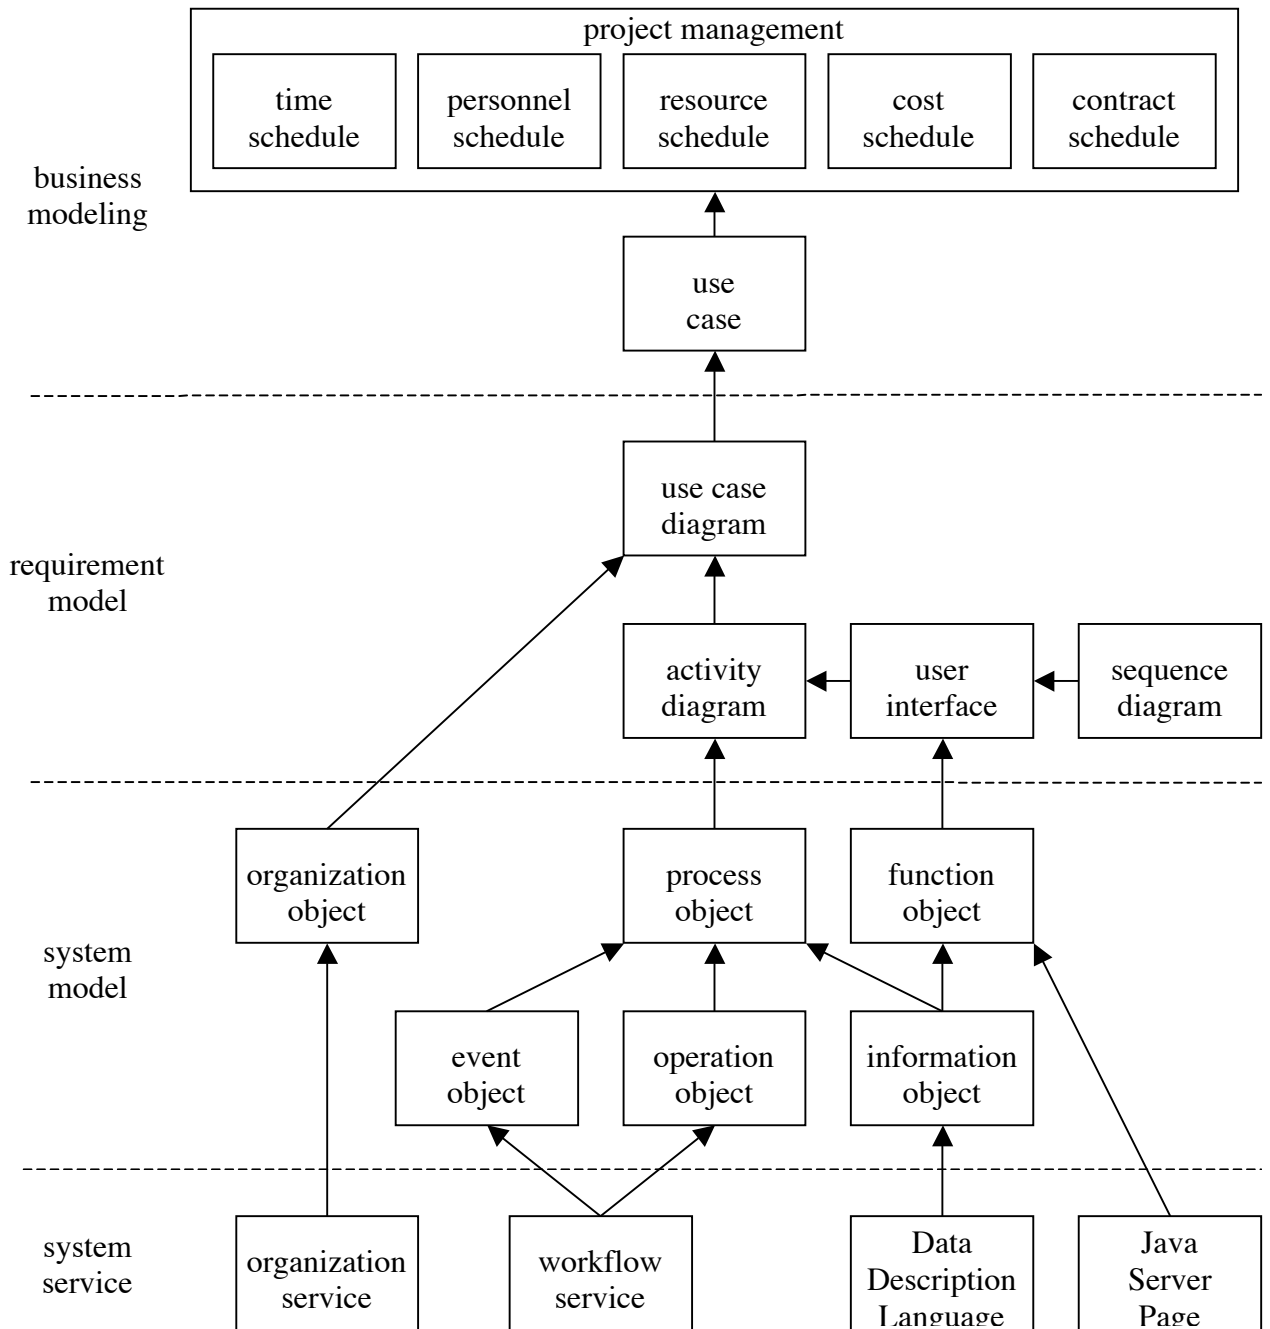 project management
time
schedule
personnel
schedule
resource
schedule
cost
schedule
contract
schedule
business
modeling
use
case
use case
diagram
requirement
model
activity
diagram
user
interface
sequence
diagram
organization
object
process
object
function
object
system
model
event
object
operation
object
information
object
system
service
organization
service
workflow
service
Data
Description
Language
Java
Server
Page